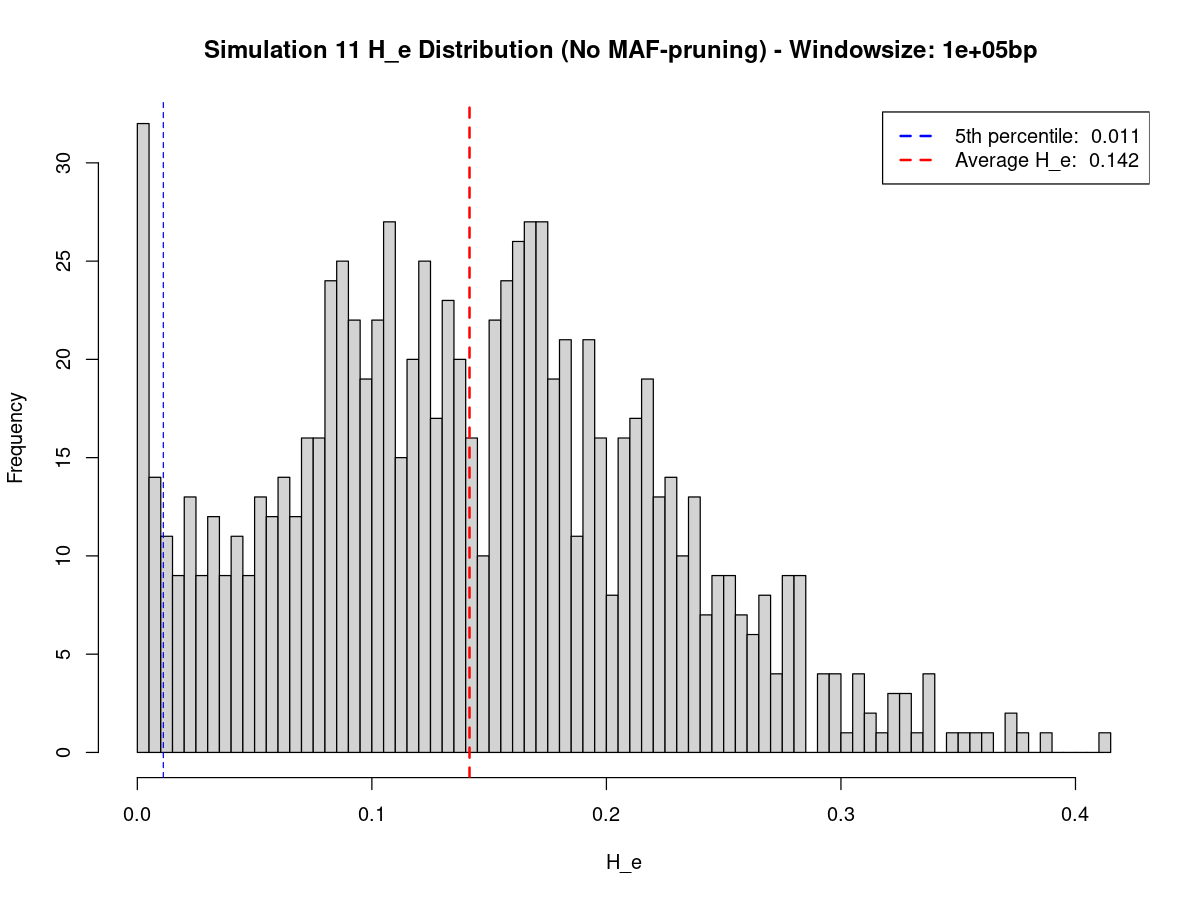 Simulation 11 H_e Distribution (No MAF-pruning) - Windowsize: 1e+05bp
5th percentile: 0.011
Average H_e: 0.142
Frequency
30
25
20
15
10
5
0
0.0 0.1 0.2 0.3 0.4
H_e